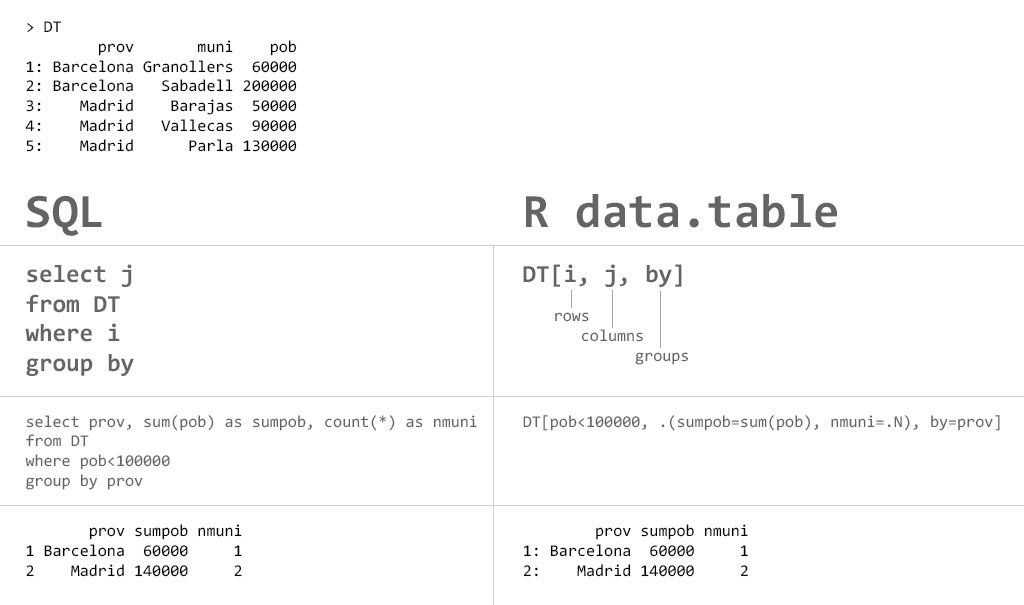 > DT
prov muni pob
1: Barcelona Granollers 60000
2: Barcelona Sabadell 200000
3: Madrid Barajas 50000
4: Madrid Vallecas 90000
5: Madrid Parla 130000
SQL
select j
from DT
where i
group by
select prov, sum(pob) as sumpob, count(*) as nmuni
from DT
where pob<100000
group by prov
prov sumpob nmuni
1 Barcelona 60000 1
2 Madrid 140000 2
R data.table
DT[i, j, by]
rows
columns
groups
DT[pob<100000, .(sumpob=sum(pob), nmuni=.N), by=prov]
prov sumpob nmuni
1: Barcelona 60000 1
2: Madrid 140000 2